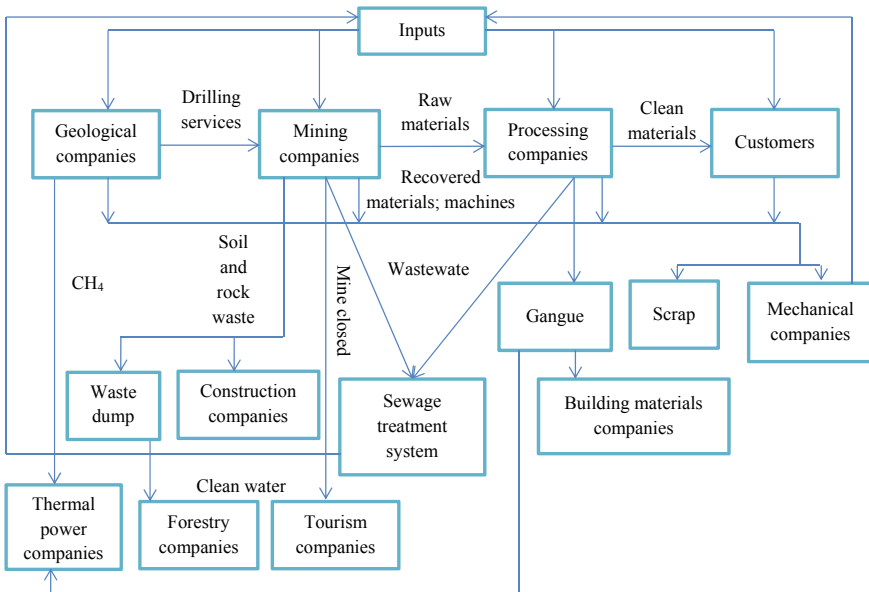 Inputs
Drilling
services
Raw
materials
Clean
materials
Geological
companies
Mining
companies
Processing
companies
Customers
Recovered
materials; machines
Soil
and
rock
waste
CH₄
Mine closed
Wastewate
Gangue
Scrap
Mechanical
companies
Waste
dump
Construction
companies
Sewage
treatment
system
Building materials
companies
Clean water
Thermal
power
companies
Forestry
companies
Tourism
companies